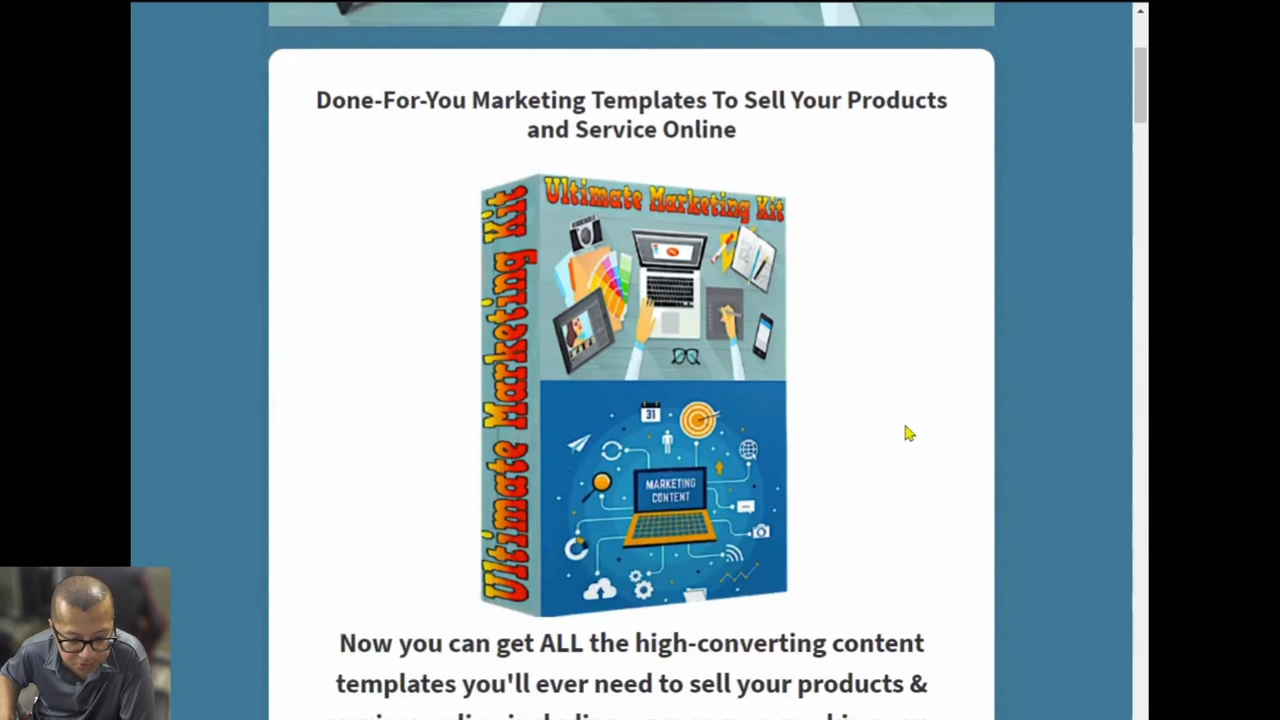 Done-For-You Marketing Templates To Sell Your Products
and Service Online
Ultimate Marketing Kit
Ultimate Marketing Kit
31
MARKETING
CONTENT
Now you can get ALL the high-converting content
templates you'll ever need to sell your products &